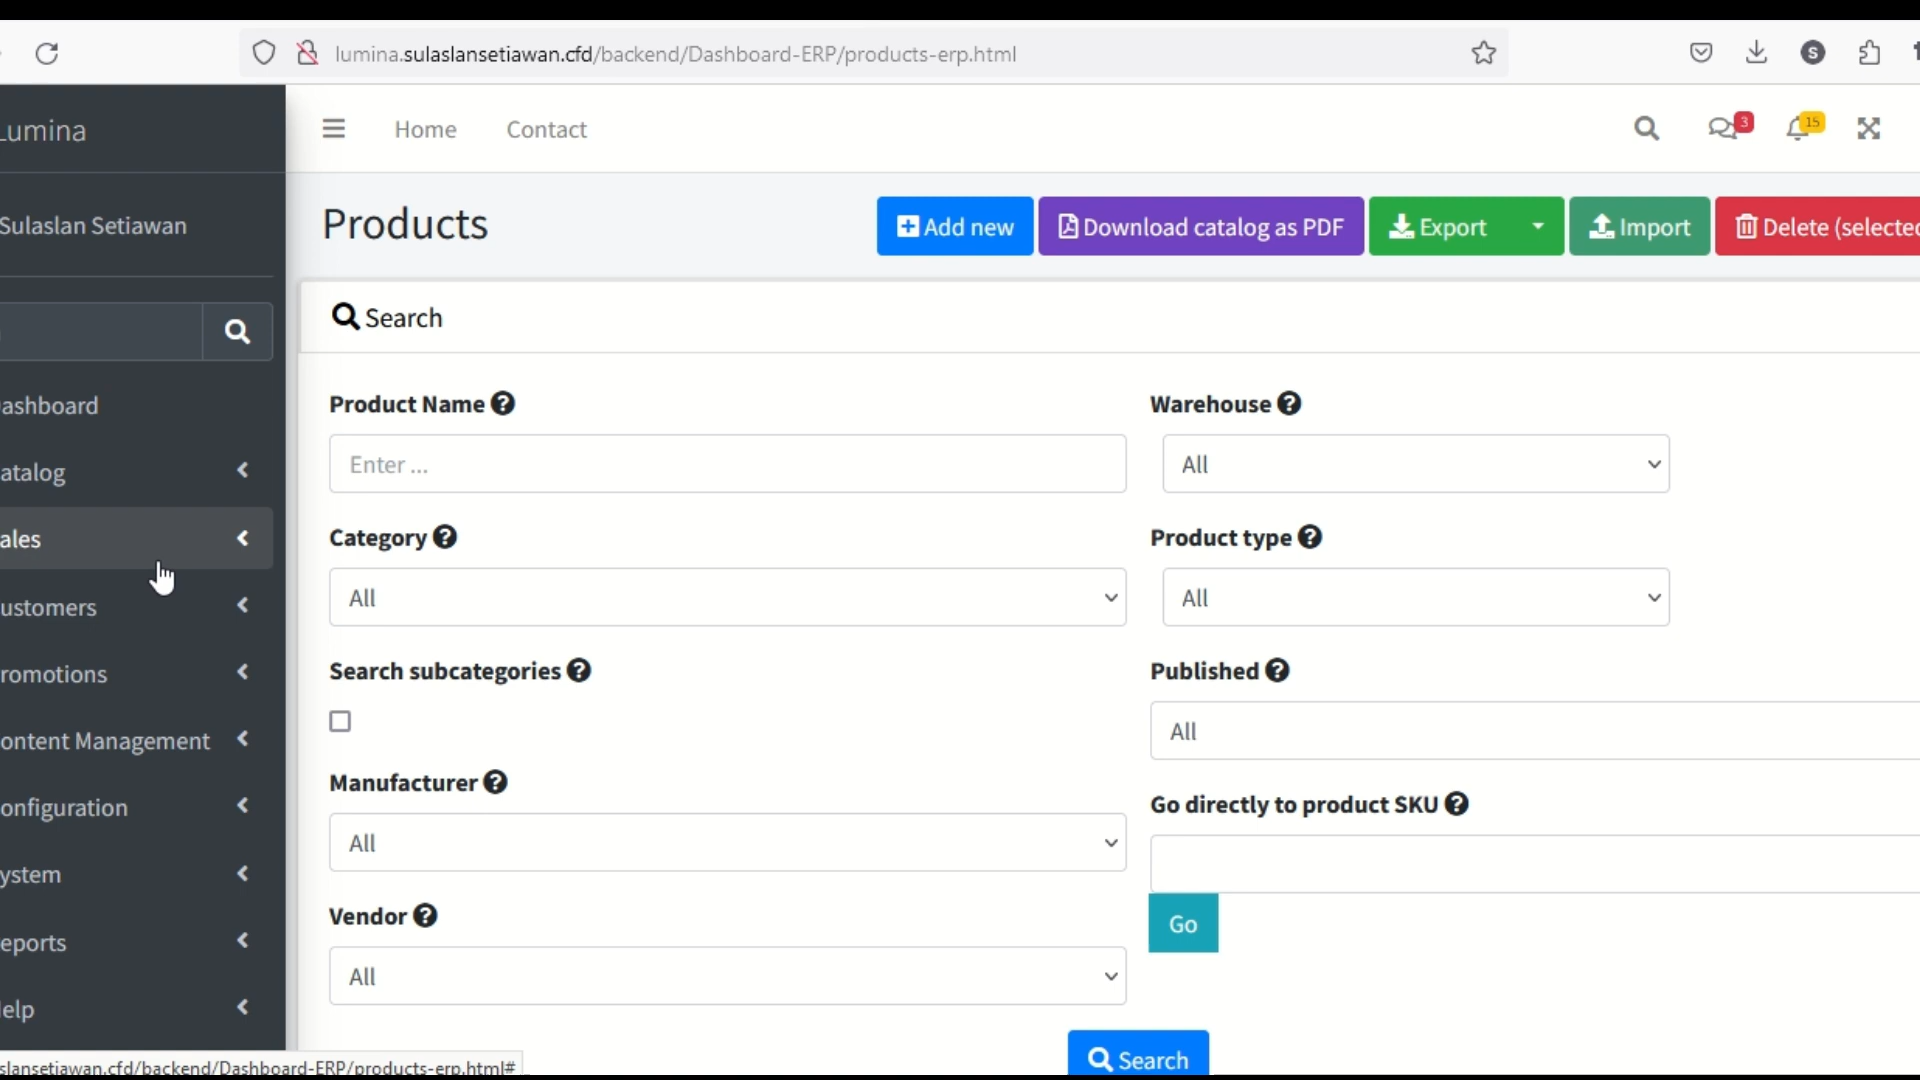 lumina.sulaslansetiawan.cfd/backend/Dashboard-ERP/products-erp.html
S
Lumina
Home
Contact
3
15
Sulaslan Setiawan
Products
Add new
Download catalog as PDF
Export
Import
Delete (selected
Search
ashboard
atalog
ales
ustomers
romotions
ontent Management
onfiguration
ystem
eports
elp
Product Name
Enter ...
Category
All
Search subcategories
Manufacturer
All
Vendor
All
Warehouse
All
Product type
All
Published
All
Go directly to product SKU
Go
Search
slansetiawan.cfd/backend/Dashboard-ERP/products-erp.html#